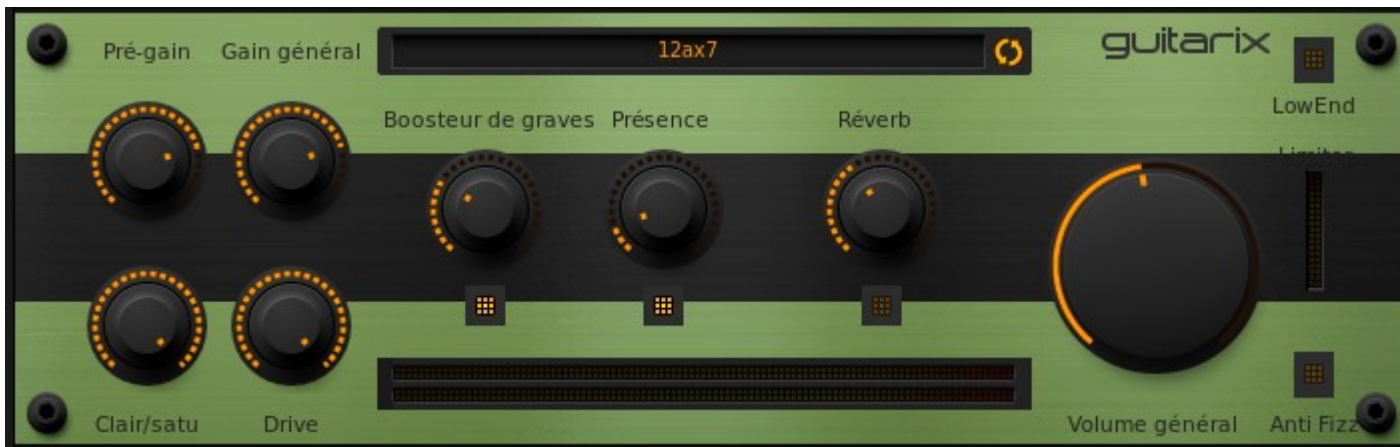 Pré-gain Gain général 12ax7 guitarix
LowEnd
Boosteur de graves Présence Réverb
Limiter
Clair/satu Drive Volume général Anti Fizz